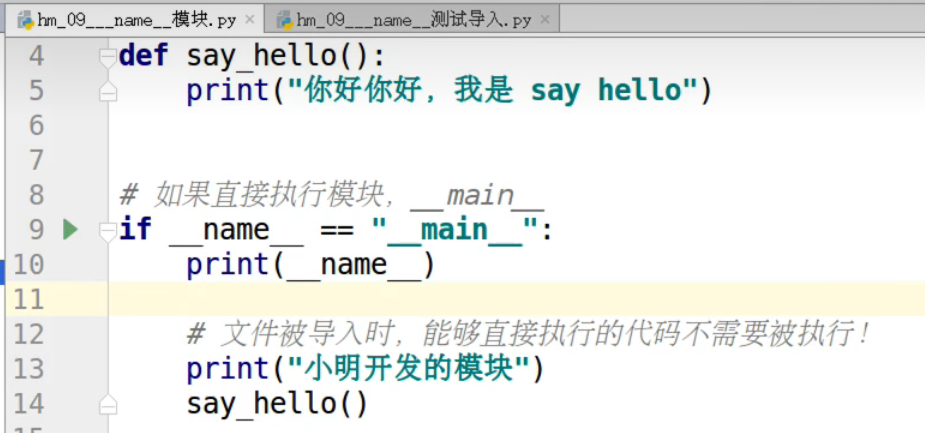 hm_09___name__模块.py × hm_09___name__测试导入.py ×
4 def say_hello():
5 print("你好你好，我是 say hello")
6
7
8 # 如果直接执行模块，__main__
9 if __name__ == "__main__":
10 print(__name__)
11
12 # 文件被导入时，能够直接执行的代码不需要被执行！
13 print("小明开发的模块")
14 say_hello()